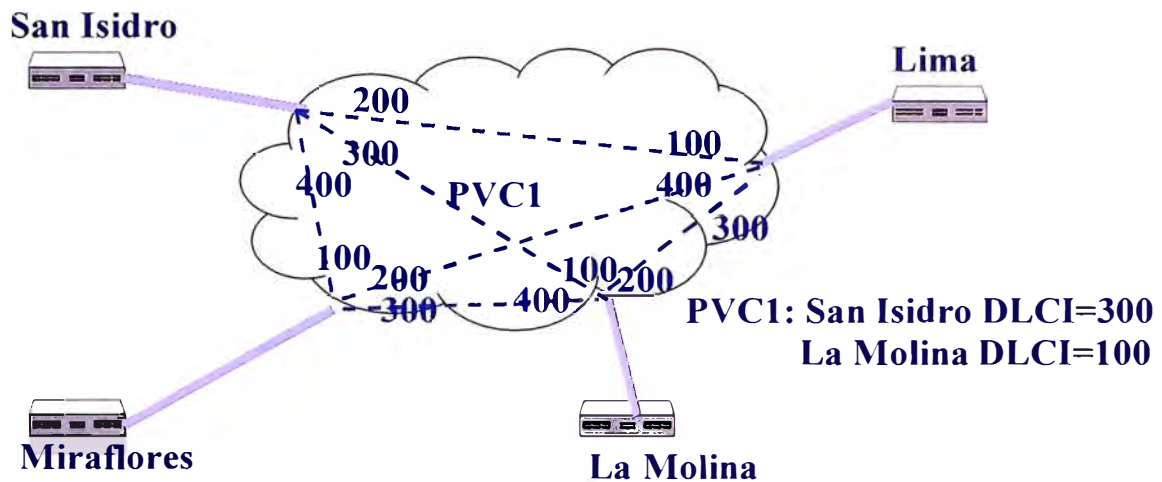 San Isidro
Lima
200
100
300
400
400
PVC1
300
100
200
100
200
300
400
PVC1: San Isidro DLCI=300
La Molina DLCI=100
Miraflores
La Molina